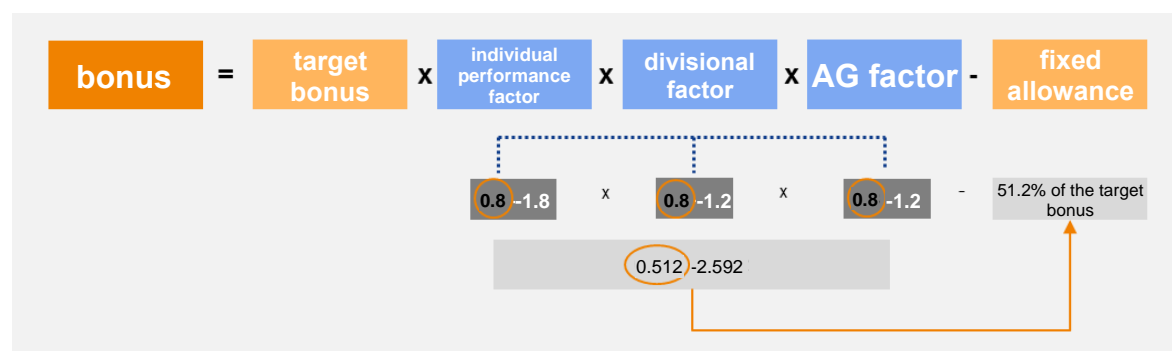 bonus = target bonus x individual performance factor x divisional factor x AG factor - fixed allowance
0.8 -1.8 x 0.8 -1.2 x 0.8 -1.2 - 51.2% of the target bonus
0.512 -2.592